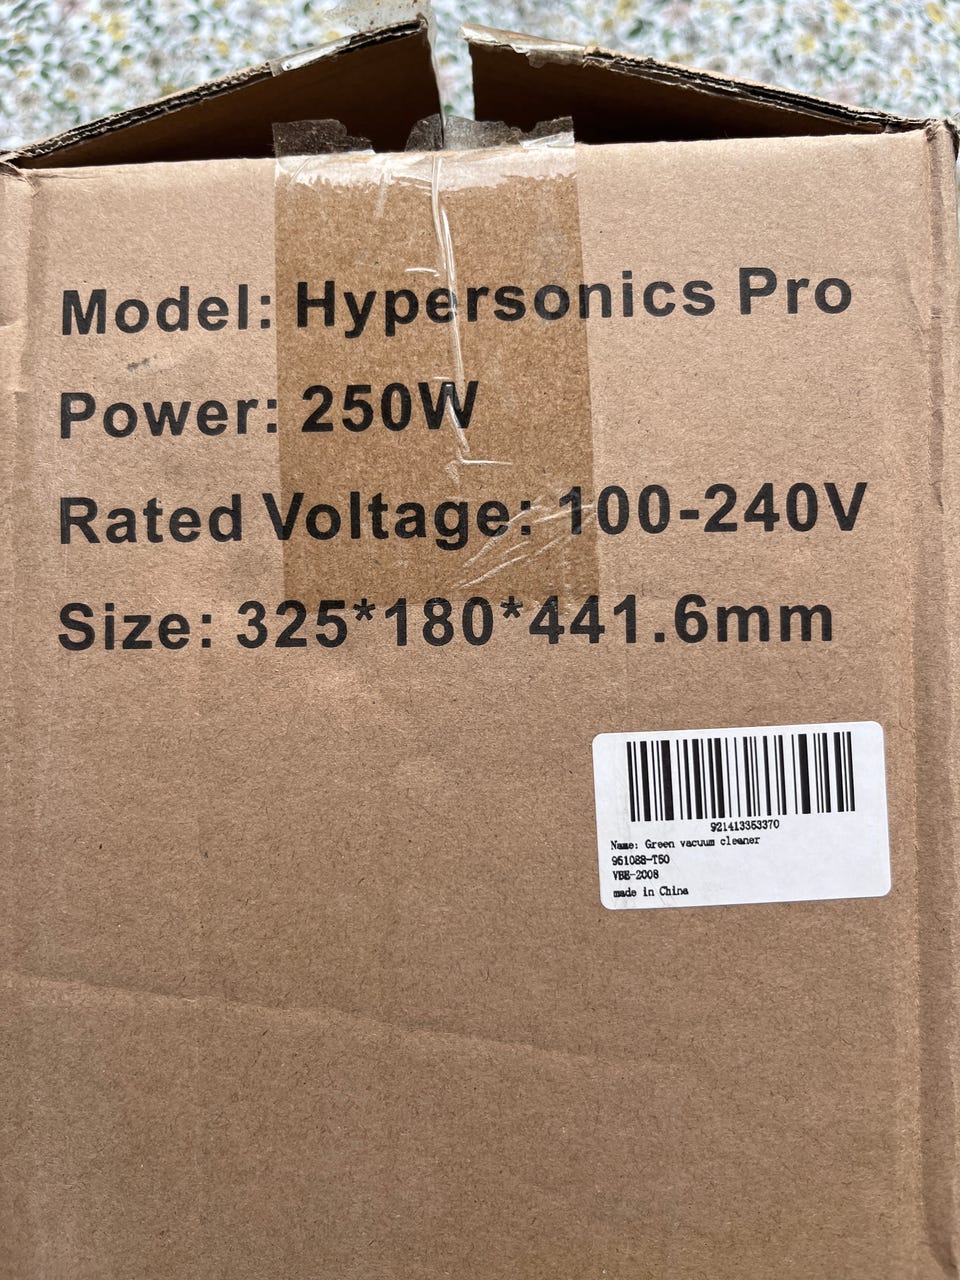 Model: Hypersonics Pro
Power: 250W
Rated Voltage: 100-240V
Size: 325*180*441.6mm
921413353370
Name: Green vacuum cleaner
951088-T50
VBE-2008
made in China